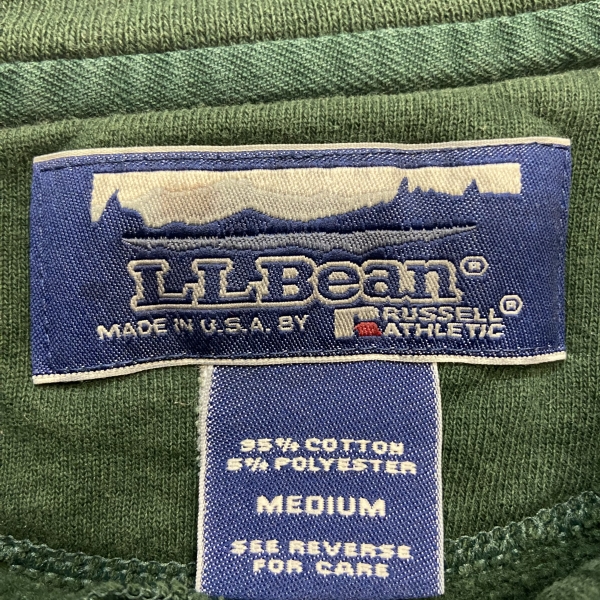 L.L.Bean®
MADE IN U.S.A. BY RUSSELL ATHLETIC®
95% COTTON
5% POLYESTER
MEDIUM
SEE REVERSE
FOR CARE